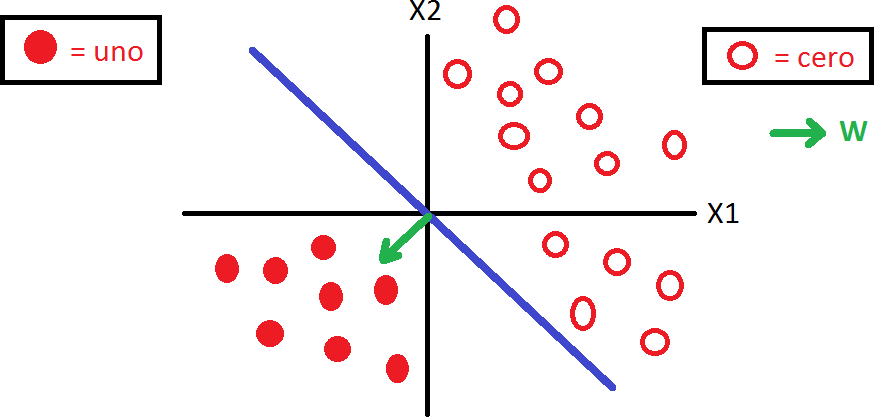 X2
= uno
= cero
W
X1